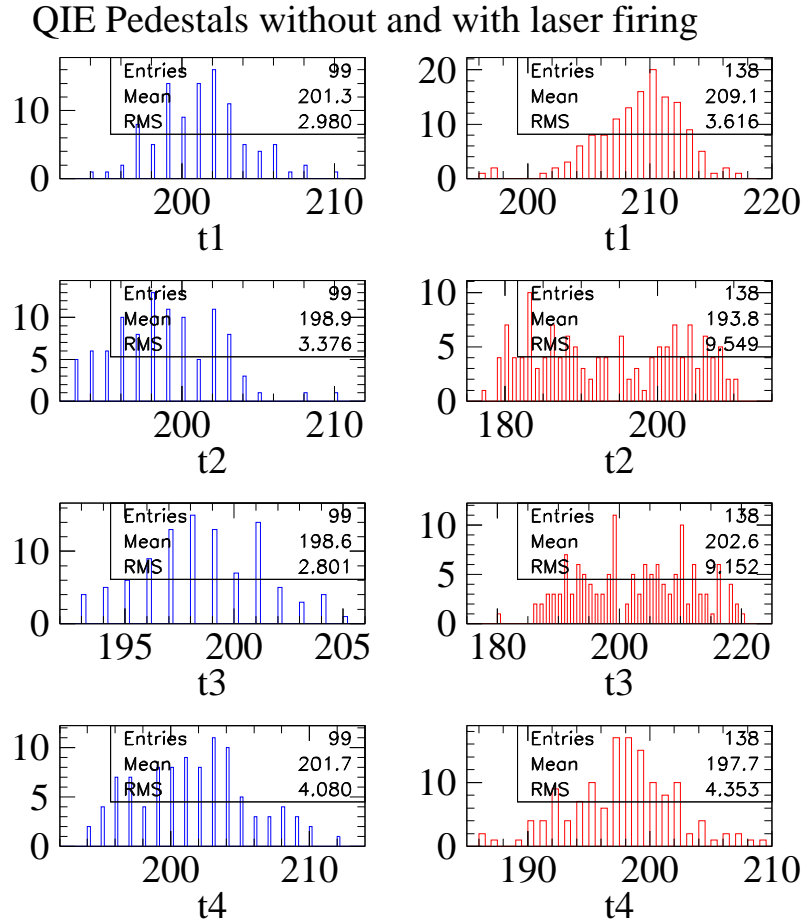 QIE Pedestals without and with laser firing
Entries 99
Mean 201.3
RMS 2.980
10
0
200 210
t1
Entries 138
Mean 209.1
RMS 3.616
20
10
0
200 210 220
t1
Entries 99
Mean 198.9
RMS 3.376
10
5
0
200 210
t2
Entries 138
Mean 193.8
RMS 9.549
10
5
0
180 200
t2
Entries 99
Mean 198.6
RMS 2.801
10
0
195 200 205
t3
Entries 138
Mean 202.6
RMS 9.152
10
5
0
180 200 220
t3
Entries 99
Mean 201.7
RMS 4.080
10
5
0
200 210
t4
Entries 138
Mean 197.7
RMS 4.353
10
0
190 200 210
t4